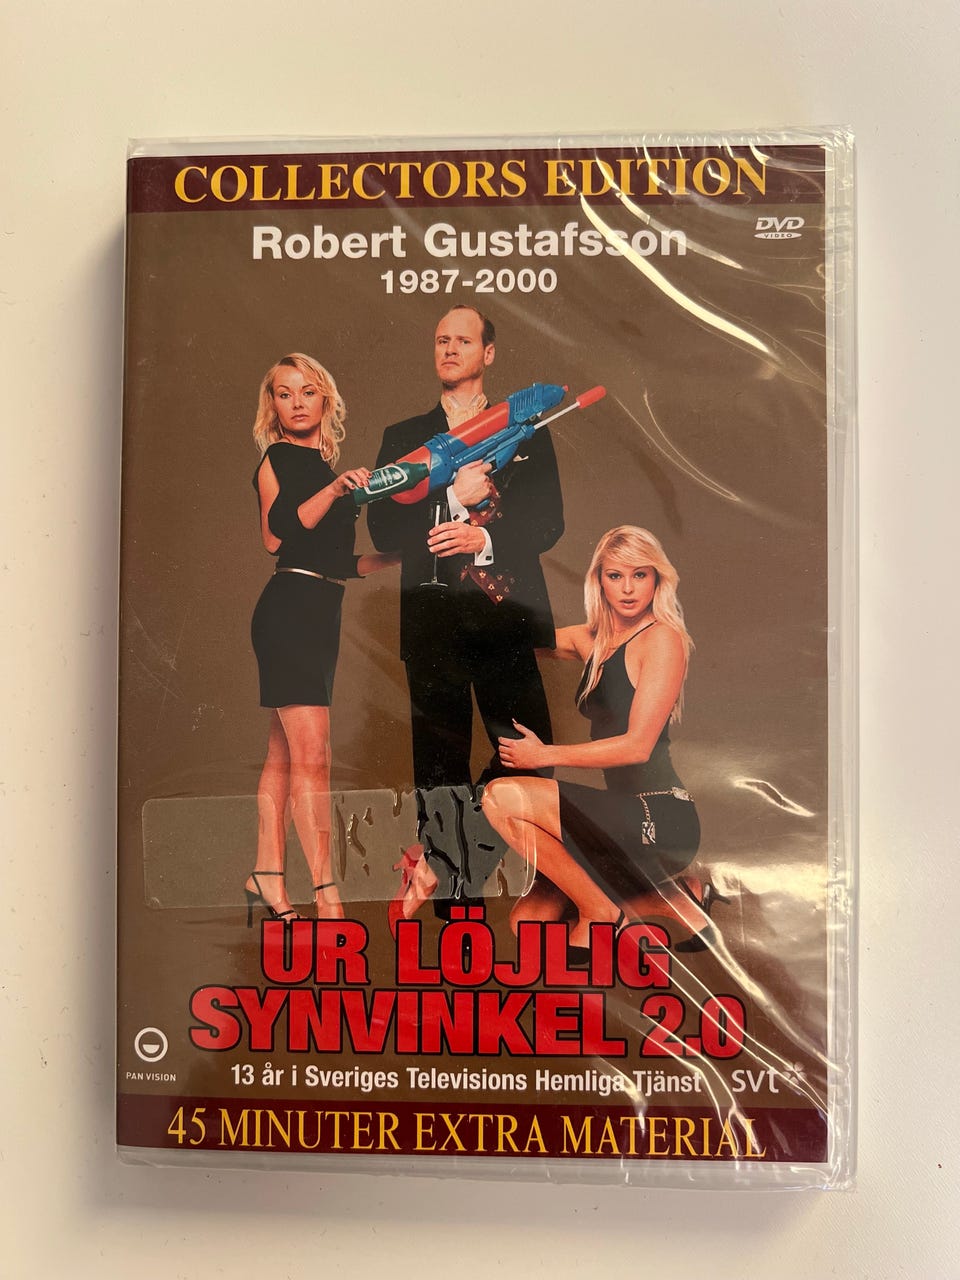 COLLECTORS EDITION
Robert Gustafsson
1987-2000
DVD
VIDEO
UR LÖJLIG
SYNVINKEL 2.0
13 år i Sveriges Televisions Hemliga Tjänst
svt
PAN VISION
45 MINUTER EXTRA MATERIAL